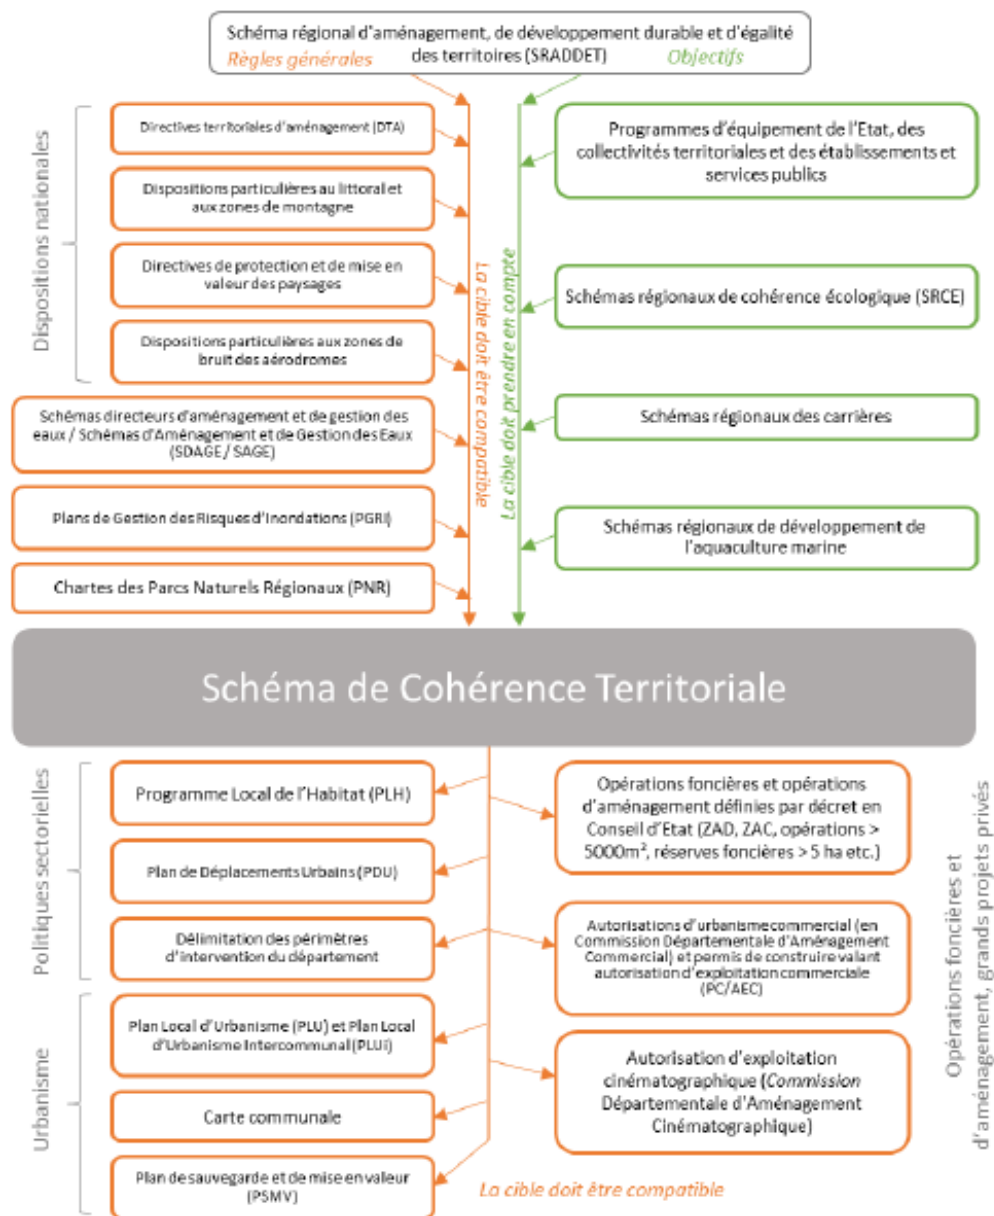 Schéma régional d'aménagement, de développement durable et d'égalité
des territoires (SRADDET)
Règles générales
Objectifs
Dispositions nationales
Directives territoriales d'aménagement (DTA)
Dispositions particulières au littoral et
aux zones de montagne
Directives de protection et de mise en
valeur des paysages
Dispositions particulières aux zones de
bruit des aérodromes
Schémas directeurs d'aménagement et de gestion des
eaux / Schémas d'Aménagement et de Gestion des Eaux
(SDAGE / SAGE)
Plans de Gestion des Risques d'Inondations (PGRI)
Chartes des Parcs Naturels Régionaux (PNR)
La cible doit être compatible
La cible doit prendre en compte
Programmes d'équipement de l'Etat, des
collectivités territoriales et des établissements et
services publics
Schémas régionaux de cohérence écologique (SRCE)
Schémas régionaux des carrières
Schémas régionaux de développement de
l'aquaculture marine
Schéma de Cohérence Territoriale
Politiques sectorielles
Programme Local de l'Habitat (PLH)
Plan de Déplacements Urbains (PDU)
Délimitation des périmètres
d'intervention du département
Urbanisme
Plan Local d'Urbanisme (PLU) et Plan Local
d'Urbanisme Intercommunal (PLUi)
Carte communale
Plan de sauvegarde et de mise en valeur
(PSMV)
Opérations foncières et opérations
d'aménagement définies par décret en
Conseil d'Etat (ZAD, ZAC, opérations >
5000m², réserves foncières > 5 ha etc.)
Autorisations d'urbanisme commercial (en
Commission Départementale d'Aménagement
Commercial) et permis de construire valant
autorisation d'exploitation commerciale
(PC/AEC)
Autorisation d'exploitation
cinématographique (Commission
Départementale d'Aménagement
Cinématographique)
Opérations foncières et
d'aménagement, grands projets privés
La cible doit être compatible